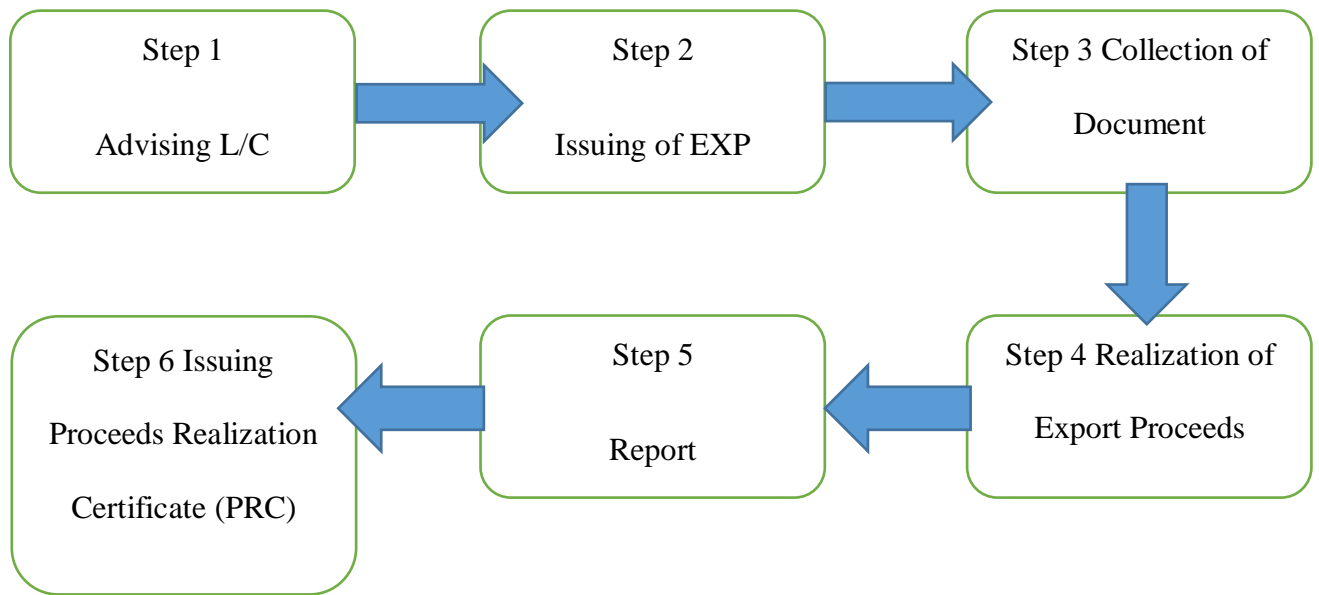 Step 1
Advising L/C
Step 2
Issuing of EXP
Step 3 Collection of
Document
Step 4 Realization of
Export Proceeds
Step 5
Report
Step 6 Issuing
Proceeds Realization
Certificate (PRC)